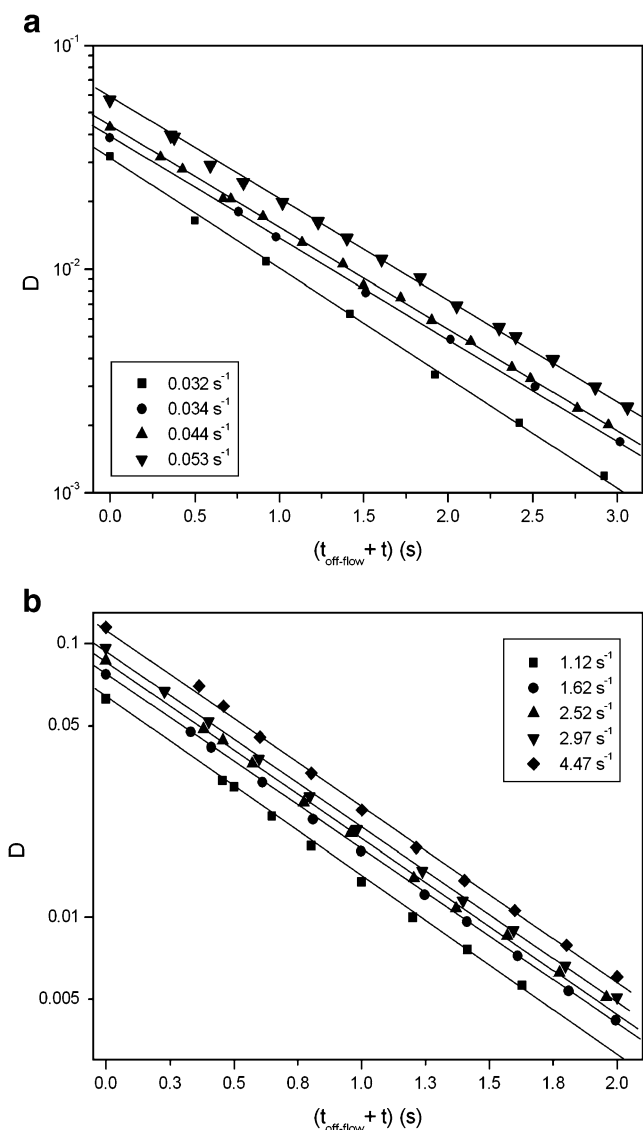 a
10⁻¹
10⁻²
10⁻³
D
0.032 s⁻¹
0.034 s⁻¹
0.044 s⁻¹
0.053 s⁻¹
0.0 0.5 1.0 1.5 2.0 2.5 3.0
(t_off-flow + t) (s)
b
0.1
0.05
0.01
0.005
D
1.12 s⁻¹
1.62 s⁻¹
2.52 s⁻¹
2.97 s⁻¹
4.47 s⁻¹
0.0 0.3 0.5 0.8 1.0 1.3 1.5 1.8 2.0
(t_off-flow + t) (s)